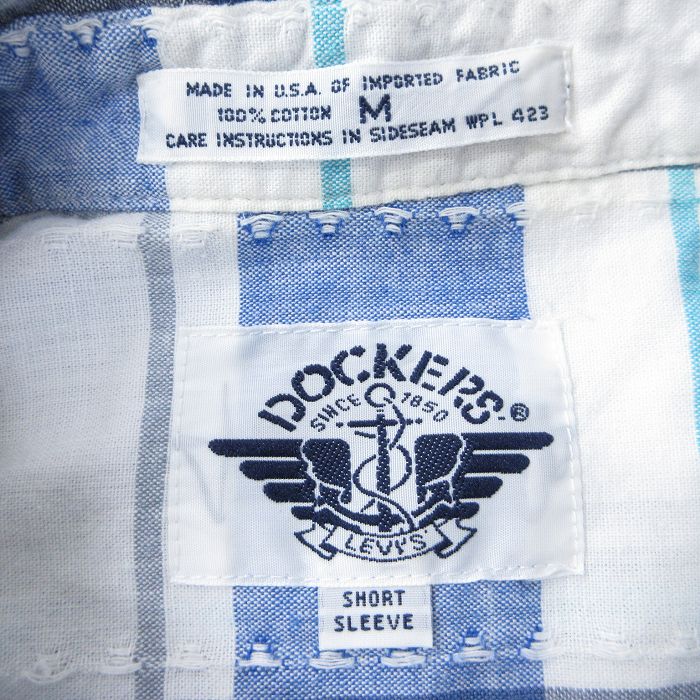 MADE IN U.S.A. OF IMPORTED FABRIC
100% COTTON M
CARE INSTRUCTIONS IN SIDESEAM WPL 423
DOCKERS®
SINCE 1850
LEVI'S
SHORT
SLEEVE